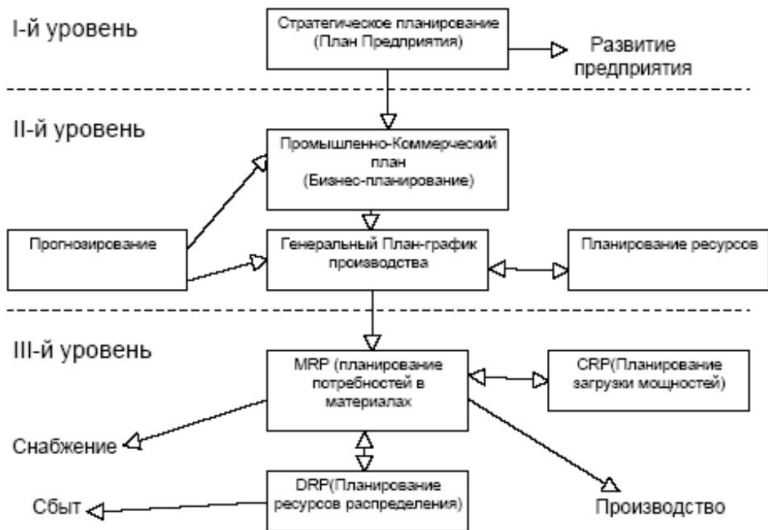 I-й уровень
Стратегическое планирование
(План Предприятия)
Развитие
предприятия
II-й уровень
Промышленно-Коммерческий
план
(Бизнес-планирование)
Прогнозирование
Генеральный План-график
производства
Планирование ресурсов
III-й уровень
MRP (планирование
потребностей в
материалах
CRP(Планирование
загрузки мощностей)
Снабжение
DRP(Планирование
ресурсов распределения)
Сбыт
Производство